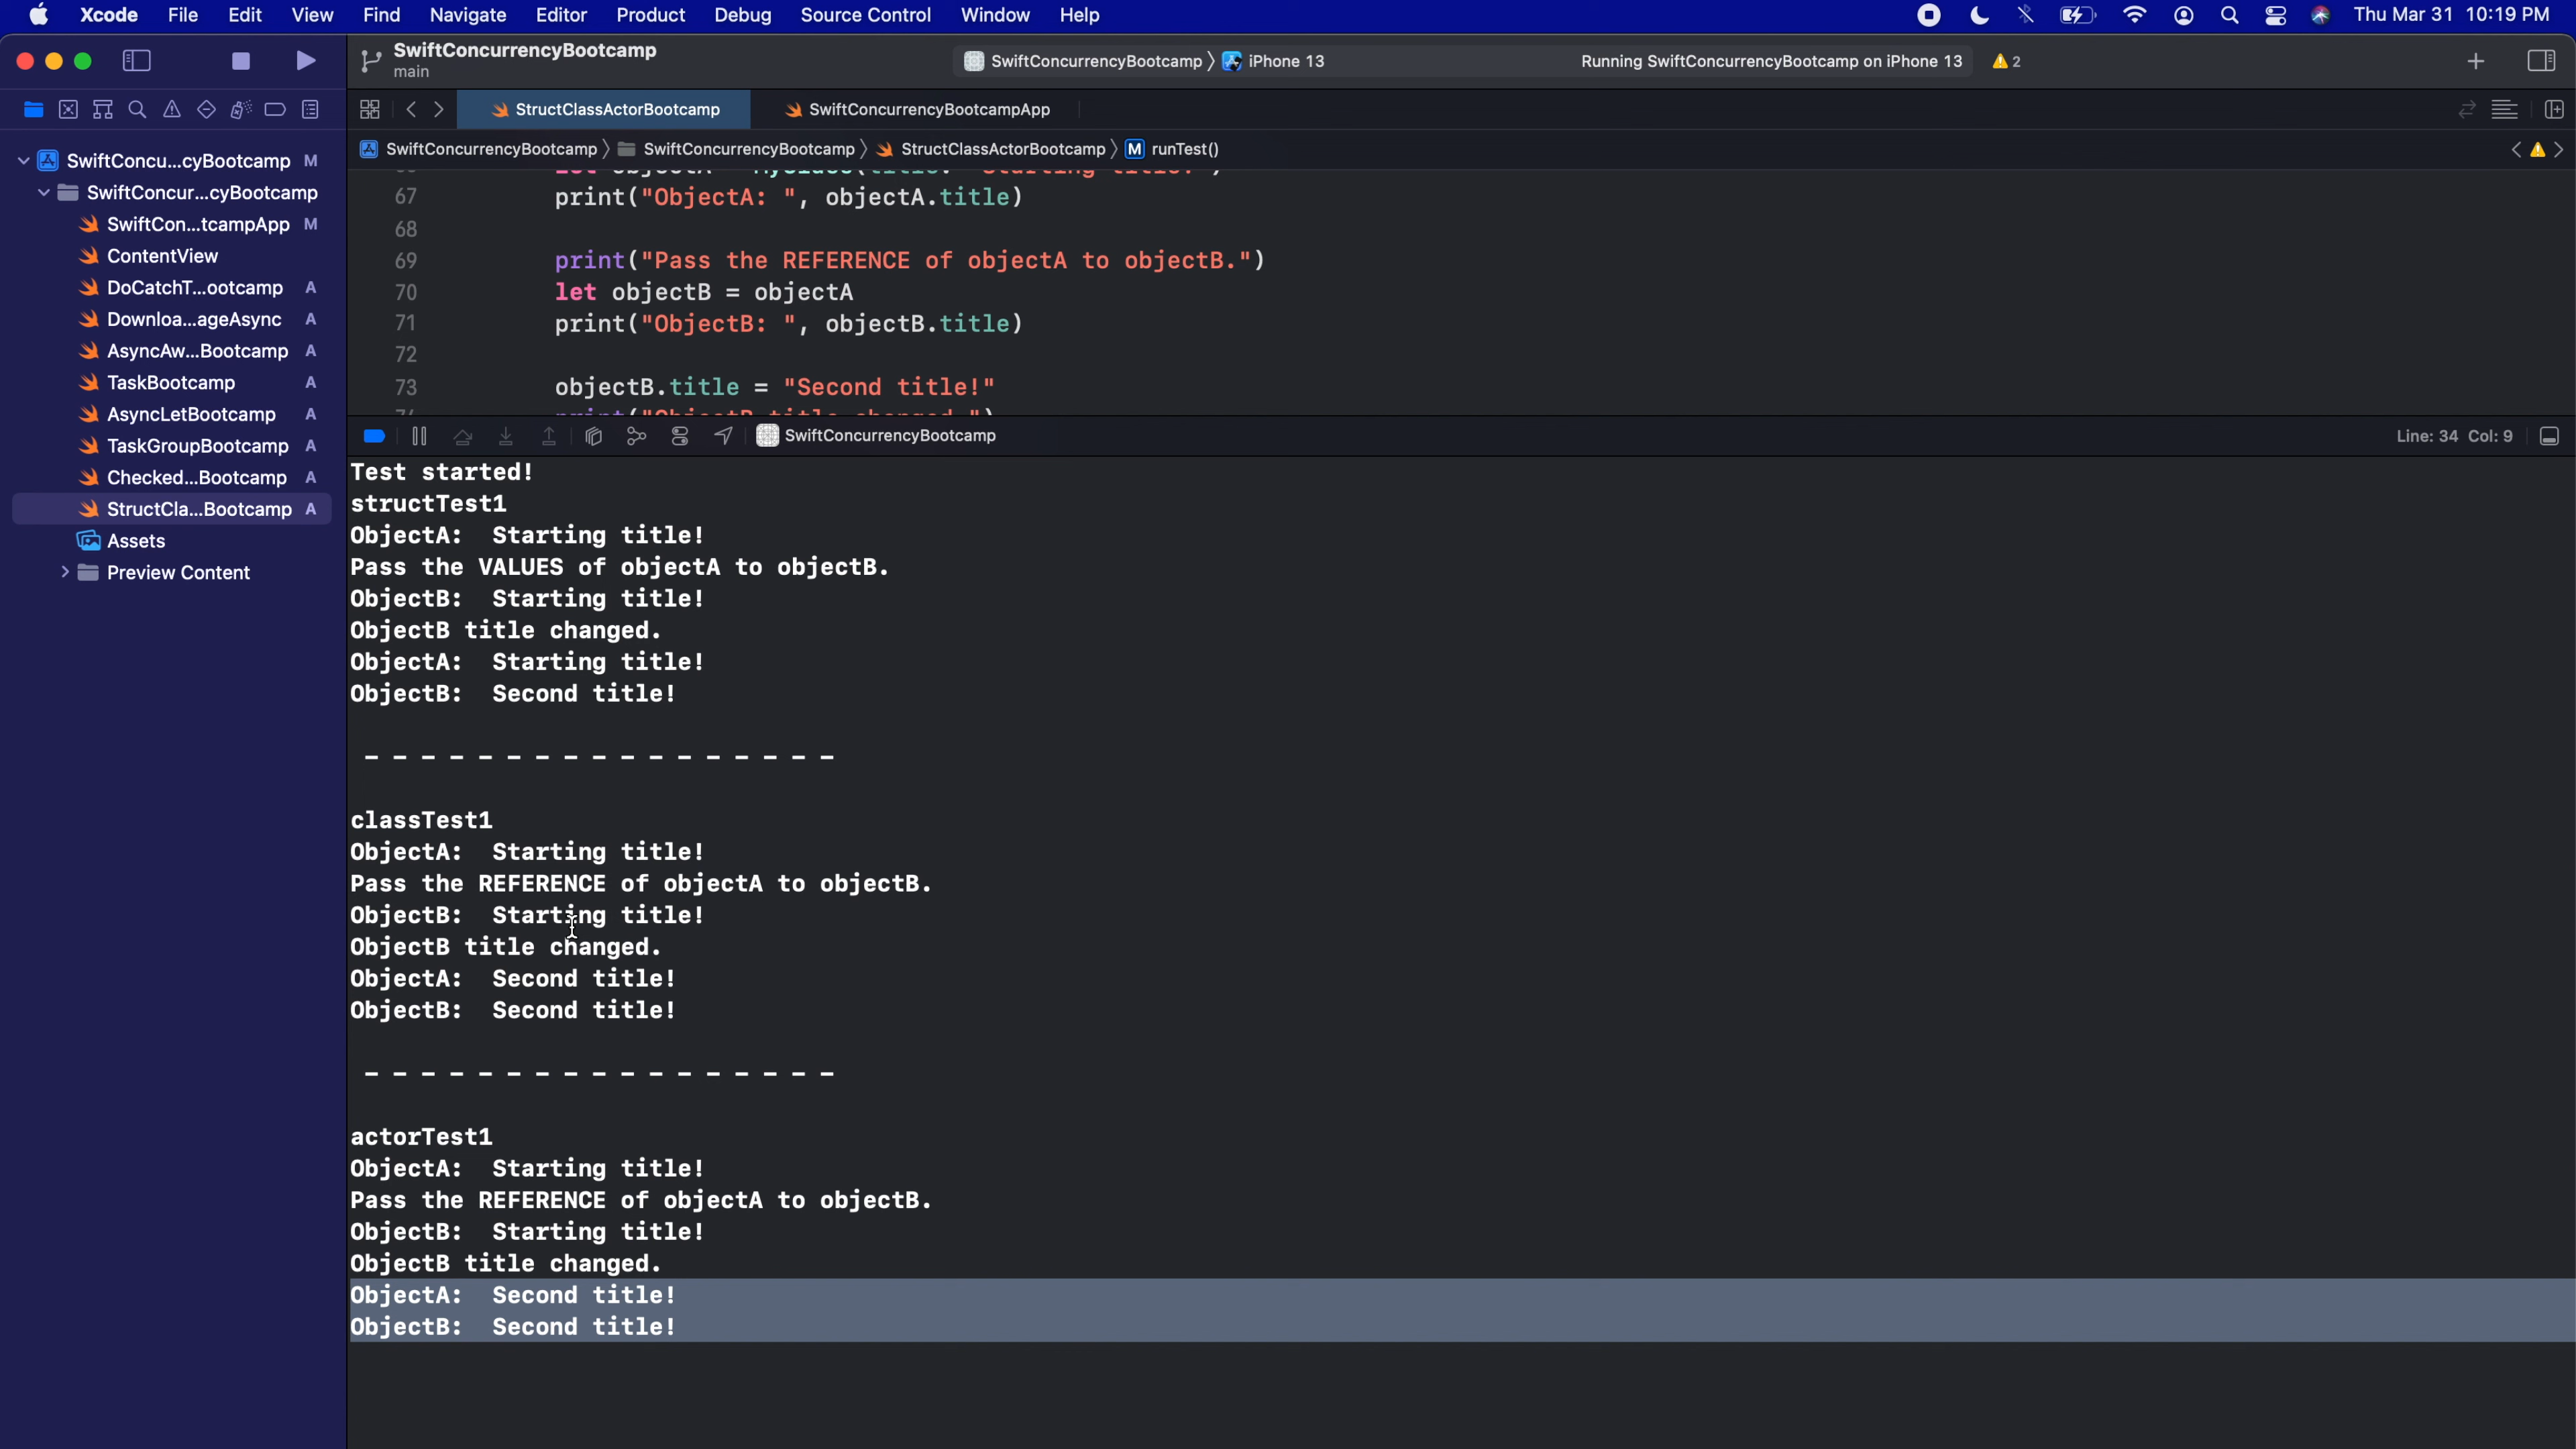 Xcode File Edit View Find Navigate Editor Product Debug Source Control Window Help Thu Mar 31 10:19 PM
SwiftConcurrencyBootcamp
main
SwiftConcurrencyBootcamp iPhone 13 Running SwiftConcurrencyBootcamp on iPhone 13 2
StructClassActorBootcamp SwiftConcurrencyBootcampApp
SwiftConcurrencyBootcamp SwiftConcurrencyBootcamp StructClassActorBootcamp M runTest()
SwiftConcu...cyBootcamp M
SwiftConcur...cyBootcamp
SwiftCon...tcampApp M
ContentView
DoCatchT...ootcamp A
Downloa...ageAsync A
AsyncAw...Bootcamp A
TaskBootcamp A
AsyncLetBootcamp A
TaskGroupBootcamp A
Checked...Bootcamp A
StructCla...Bootcamp A
Assets
Preview Content
67 print("ObjectA: ", objectA.title)
68
69 print("Pass the REFERENCE of objectA to objectB.")
70 let objectB = objectA
71 print("ObjectB: ", objectB.title)
72
73 objectB.title = "Second title!"
SwiftConcurrencyBootcamp Line: 34 Col: 9
Test started!
structTest1
ObjectA:  Starting title!
Pass the VALUES of objectA to objectB.
ObjectB:  Starting title!
ObjectB title changed.
ObjectA:  Starting title!
ObjectB:  Second title!
- - - - - - - - - - - - - - - - -
classTest1
ObjectA:  Starting title!
Pass the REFERENCE of objectA to objectB.
ObjectB:  Starting title!
ObjectB title changed.
ObjectA:  Second title!
ObjectB:  Second title!
- - - - - - - - - - - - - - - - -
actorTest1
ObjectA:  Starting title!
Pass the REFERENCE of objectA to objectB.
ObjectB:  Starting title!
ObjectB title changed.
ObjectA:  Second title!
ObjectB:  Second title!